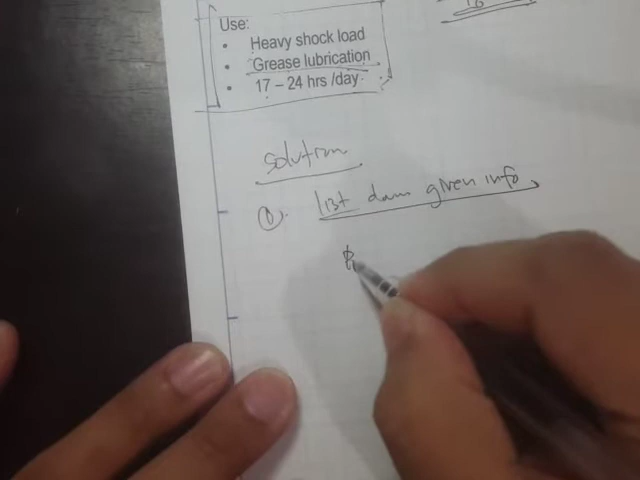 Use:
• Heavy shock load
• Grease lubrication
• 17 – 24 hrs /day
Solution
①. list down given info